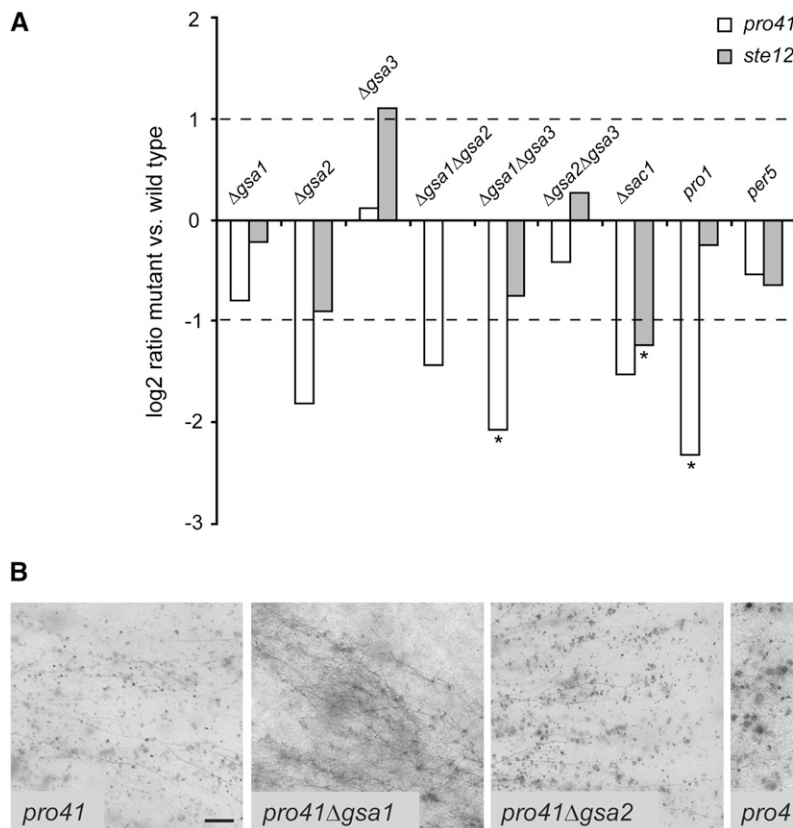 A
2
1
0
-1
-2
-3
log2 ratio mutant vs. wild type
pro41
ste12
Δgsa1
Δgsa2
Δgsa3
Δgsa1Δgsa2
Δgsa1Δgsa3
Δgsa2Δgsa3
Δsac1
pro1
per5
*
*
*
B
pro41
pro41Δgsa1
pro41Δgsa2
pro4